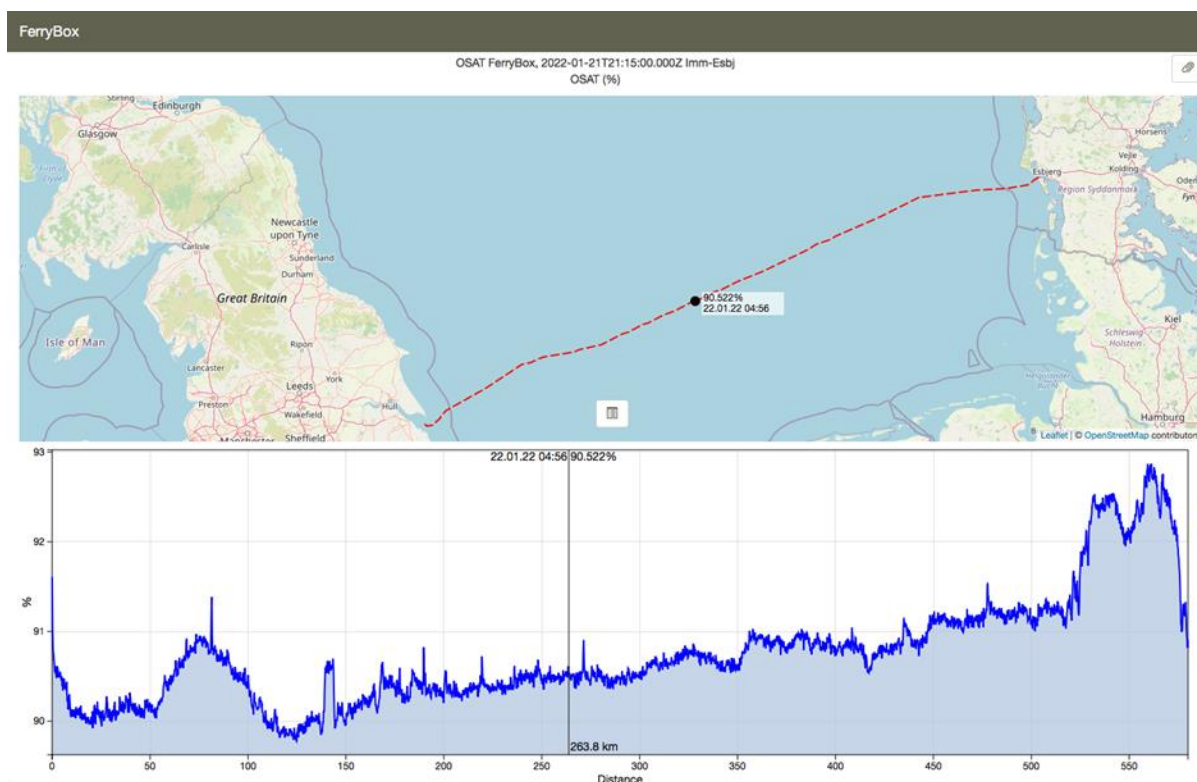 FerryBox
OSAT FerryBox, 2022-01-21T21:15:00.000Z Imm-Esbj
OSAT (%)
Stirling
Edinburgh
Glasgow
Horsens
Vejle
Esbjerg
Kolding
Region Syddanmark
Fyn
Newcastle
upon Tyne
Sunderland
Carlisle
Durham
Great Britain
90.522%
22.01.22 04:56
Kiel
Schleswig-
Holstein
Isle of Man
Ripon
Lancaster
York
Leeds
Preston
Hull
Wakefield
Manchester
Sheffield
Hamburg
Leaflet | © OpenStreetMap contributors
93
22.01.22 04:56 90.522%
92
%
91
90
263.8 km
0 50 100 150 200 250 300 350 400 450 500 550
Distance